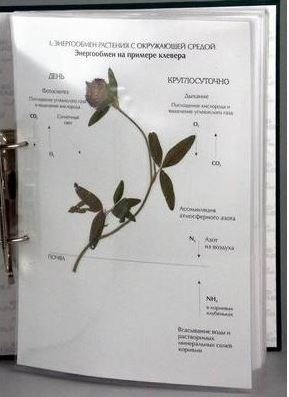 1. ЭНЕРГООБМЕН РАСТЕНИЯ С ОКРУЖАЮЩЕЙ СРЕДОЙ
Энергообмен на примере клевера
ДЕНЬ
КРУГЛОСУТОЧНО
Фотосинтез
Поглощение углекислого газа
и выделение кислорода
Солнечный
свет
CO₂
O₂
Дыхание
Поглощение кислорода и
выделение углекислого газа
O₂
CO₂
Ассимиляция
атмосферного азота
N₂ Азот
из воздуха
ПОЧВА
NH₃
в корневых
клубеньках
Всасывание воды и
растворимых
минеральных солей
корнями